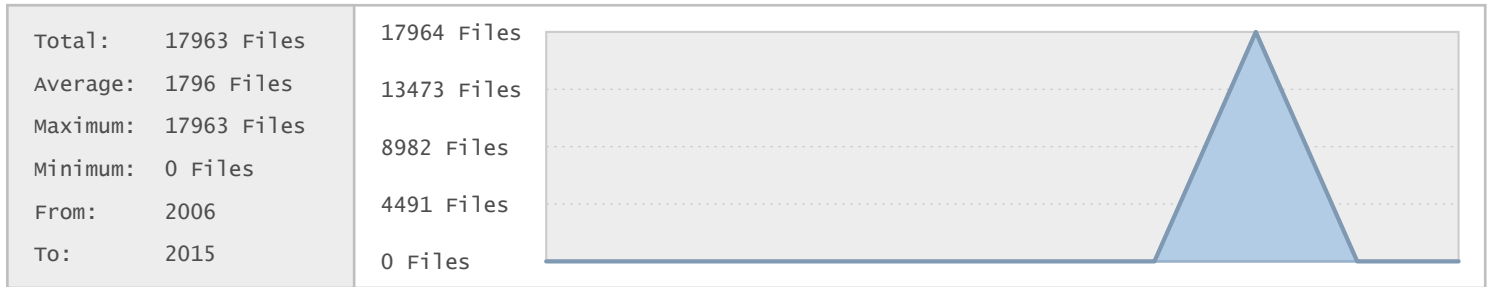 Total: 17963 Files
Average: 1796 Files
Maximum: 17963 Files
Minimum: 0 Files
From: 2006
To: 2015
17964 Files
13473 Files
8982 Files
4491 Files
0 Files